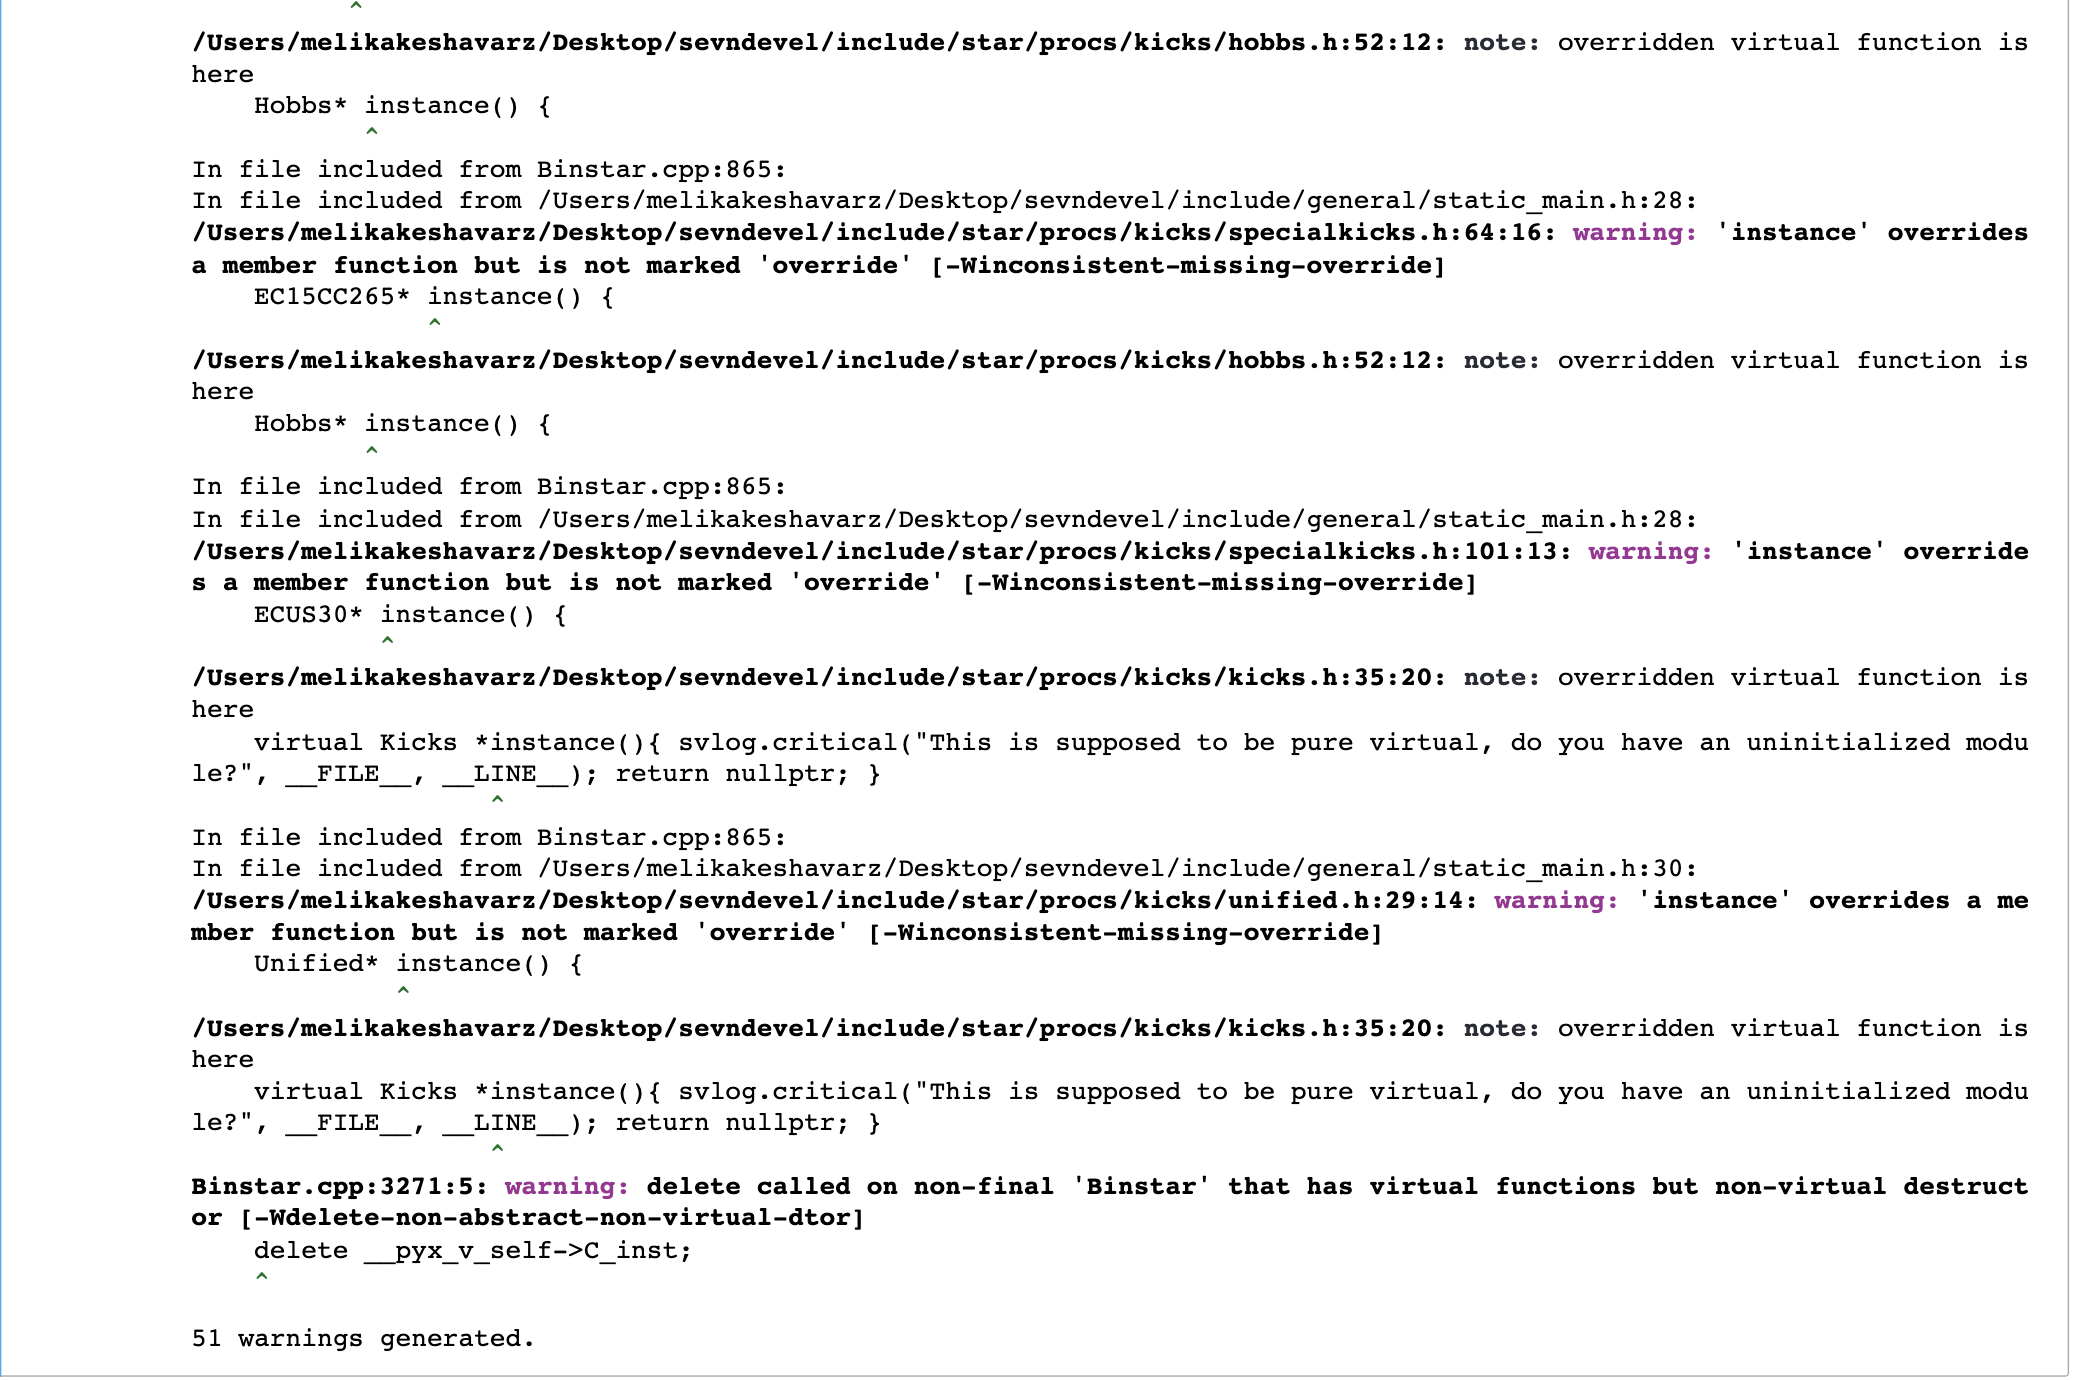 ^
/Users/melikakeshavarz/Desktop/sevndevel/include/star/procs/kicks/hobbs.h:52:12: note: overridden virtual function is
here
    Hobbs* instance() {
           ^
In file included from Binstar.cpp:865:
In file included from /Users/melikakeshavarz/Desktop/sevndevel/include/general/static_main.h:28:
/Users/melikakeshavarz/Desktop/sevndevel/include/star/procs/kicks/specialkicks.h:64:16: warning: 'instance' overrides
a member function but is not marked 'override' [-Winconsistent-missing-override]
    EC15CC265* instance() {
               ^
/Users/melikakeshavarz/Desktop/sevndevel/include/star/procs/kicks/hobbs.h:52:12: note: overridden virtual function is
here
    Hobbs* instance() {
           ^
In file included from Binstar.cpp:865:
In file included from /Users/melikakeshavarz/Desktop/sevndevel/include/general/static_main.h:28:
/Users/melikakeshavarz/Desktop/sevndevel/include/star/procs/kicks/specialkicks.h:101:13: warning: 'instance' override
s a member function but is not marked 'override' [-Winconsistent-missing-override]
    ECUS30* instance() {
            ^
/Users/melikakeshavarz/Desktop/sevndevel/include/star/procs/kicks/kicks.h:35:20: note: overridden virtual function is
here
    virtual Kicks *instance(){ svlog.critical("This is supposed to be pure virtual, do you have an uninitialized modu
le?", __FILE__, __LINE__); return nullptr; }
                   ^
In file included from Binstar.cpp:865:
In file included from /Users/melikakeshavarz/Desktop/sevndevel/include/general/static_main.h:30:
/Users/melikakeshavarz/Desktop/sevndevel/include/star/procs/kicks/unified.h:29:14: warning: 'instance' overrides a me
mber function but is not marked 'override' [-Winconsistent-missing-override]
    Unified* instance() {
             ^
/Users/melikakeshavarz/Desktop/sevndevel/include/star/procs/kicks/kicks.h:35:20: note: overridden virtual function is
here
    virtual Kicks *instance(){ svlog.critical("This is supposed to be pure virtual, do you have an uninitialized modu
le?", __FILE__, __LINE__); return nullptr; }
                   ^
Binstar.cpp:3271:5: warning: delete called on non-final 'Binstar' that has virtual functions but non-virtual destruct
or [-Wdelete-non-abstract-non-virtual-dtor]
    delete __pyx_v_self->C_inst;
    ^
51 warnings generated.